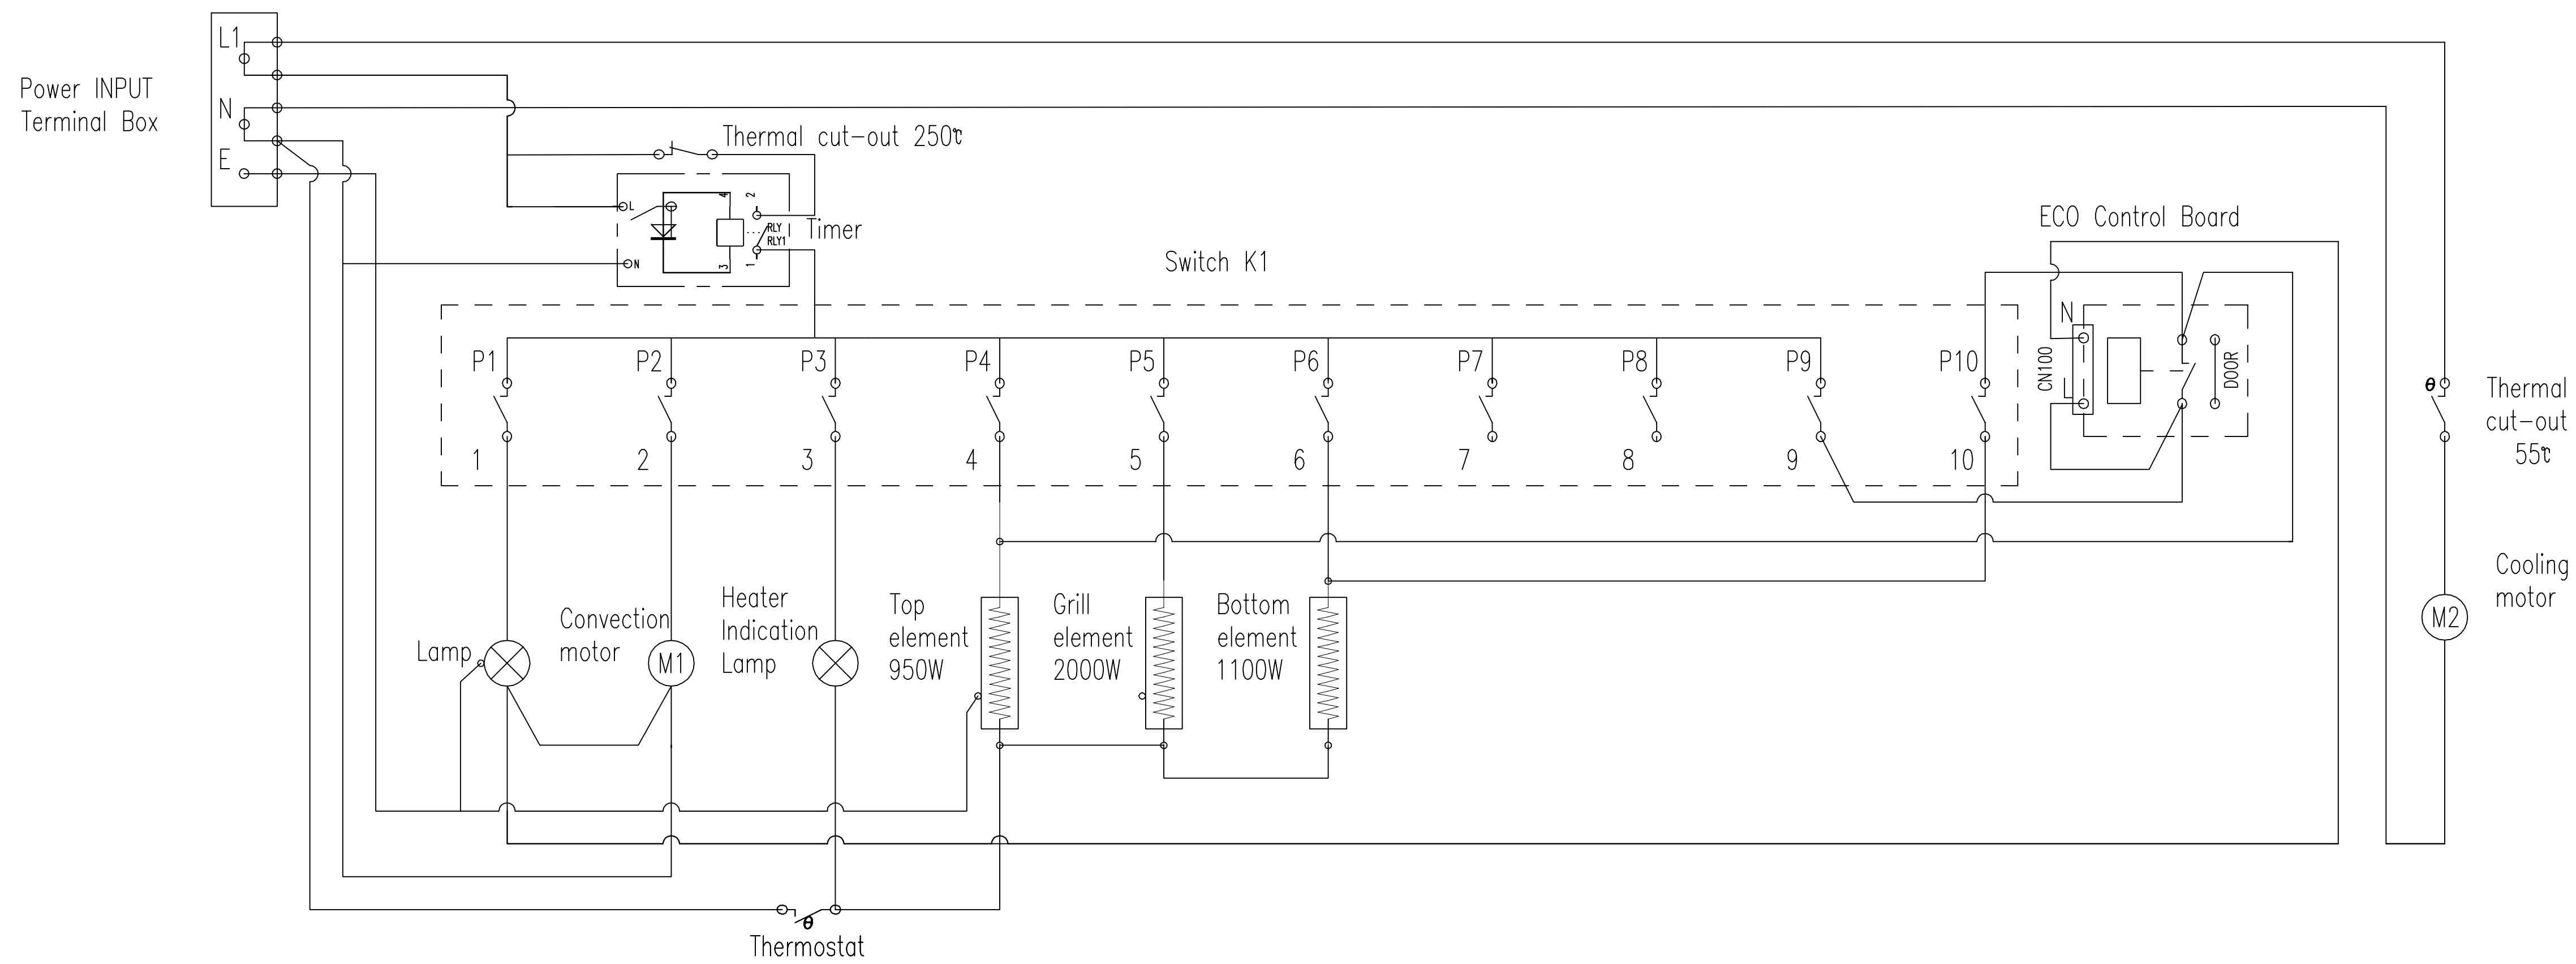 L1
Power INPUT
Terminal Box
N
E
Thermal cut-out 250℃
L
N
4
3
2
RLY
RLY1
1
Timer
Switch K1
ECO Control Board
N
CN100
L
DOOR
P1
P2
P3
P4
P5
P6
P7
P8
P9
P10
1
2
3
4
5
6
7
8
9
10
θ
Thermal
cut-out
55℃
Cooling
motor
M2
Lamp
Convection
motor
M1
Heater
Indication
Lamp
Top
element
950W
Grill
element
2000W
Bottom
element
1100W
θ
Thermostat